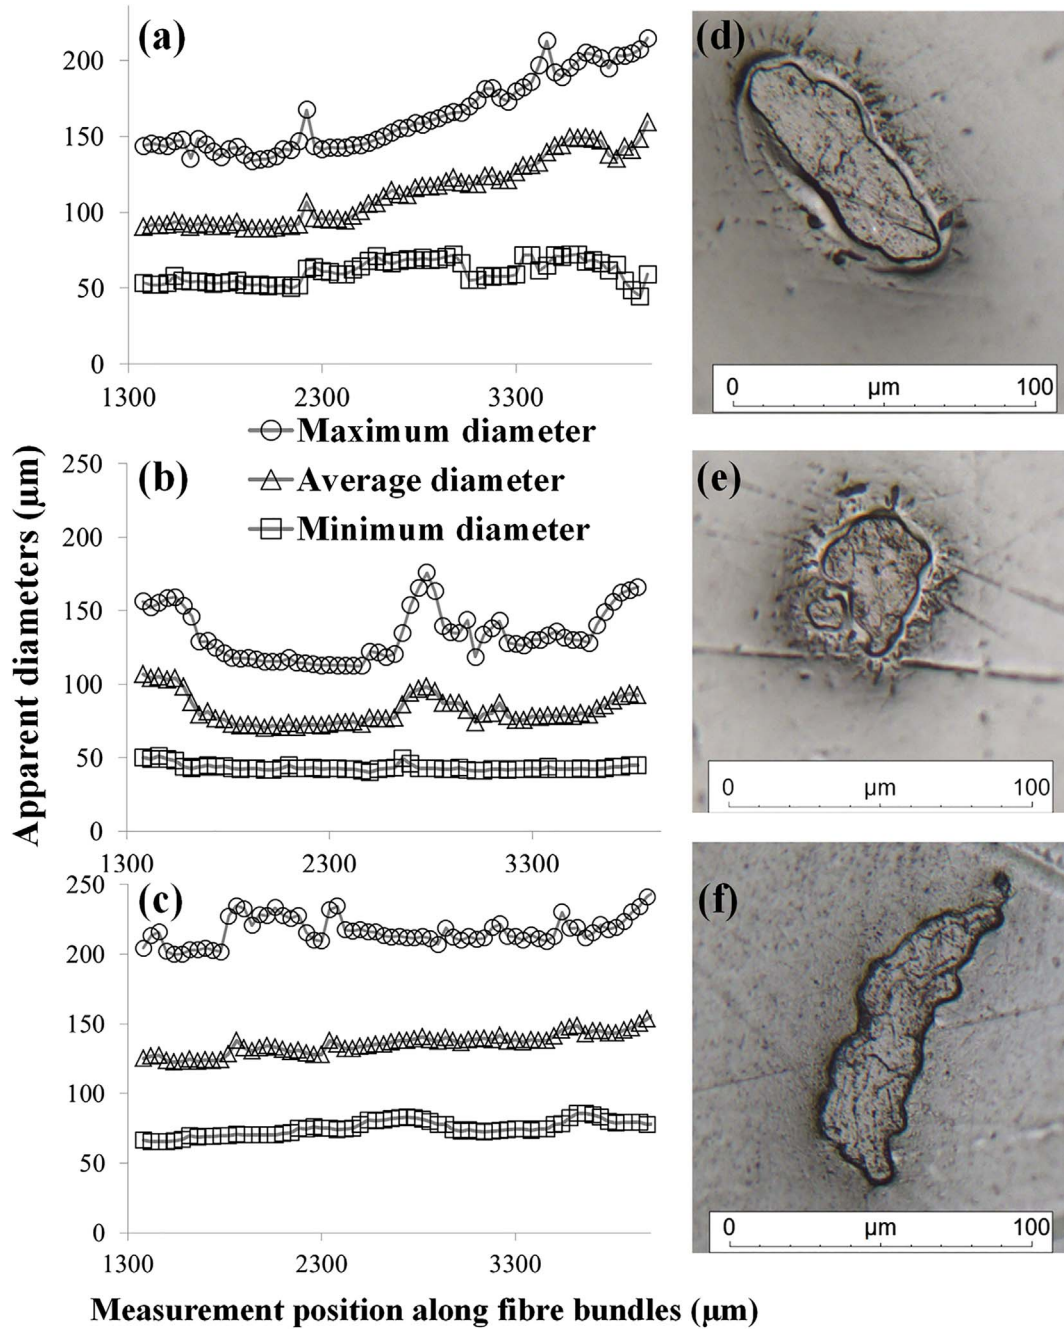 (a)
200
150
100
50
0
1300 2300 3300
(d)
0 µm 100
Maximum diameter
Average diameter
Minimum diameter
Apparent diameters (µm)
(b)
250
200
150
100
50
0
1300 2300 3300
(e)
0 µm 100
(c)
250
200
150
100
50
0
1300 2300 3300
(f)
0 µm 100
Measurement position along fibre bundles (µm)